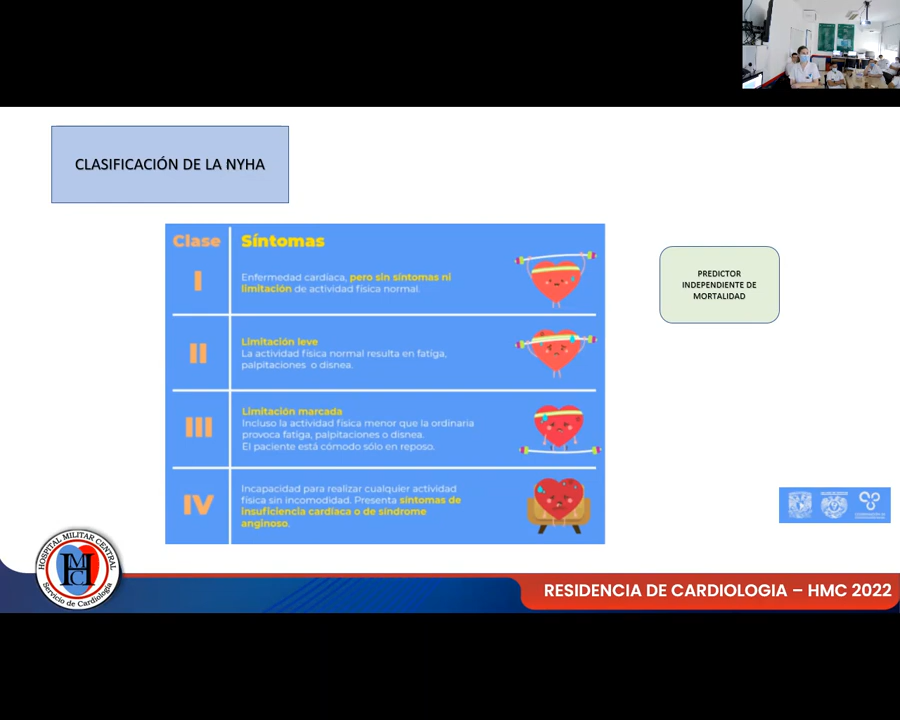 CLASIFICACIÓN DE LA NYHA
Clase
Síntomas
I
Enfermedad cardíaca, pero sin síntomas ni
limitación de actividad física normal.
II
Limitación leve
La actividad física normal resulta en fatiga,
palpitaciones o disnea.
III
Limitación marcada
Incluso la actividad física menor que la ordinaria
provoca fatiga, palpitaciones o disnea.
El paciente está cómodo sólo en reposo.
IV
Incapacidad para realizar cualquier actividad
física sin incomodidad. Presenta síntomas de
insuficiencia cardíaca o de síndrome
anginoso.
PREDICTOR
INDEPENDIENTE DE
MORTALIDAD
HOSPITAL MILITAR CENTRAL
HMC
Servicio de Cardiología
RESIDENCIA DE CARDIOLOGIA – HMC 2022